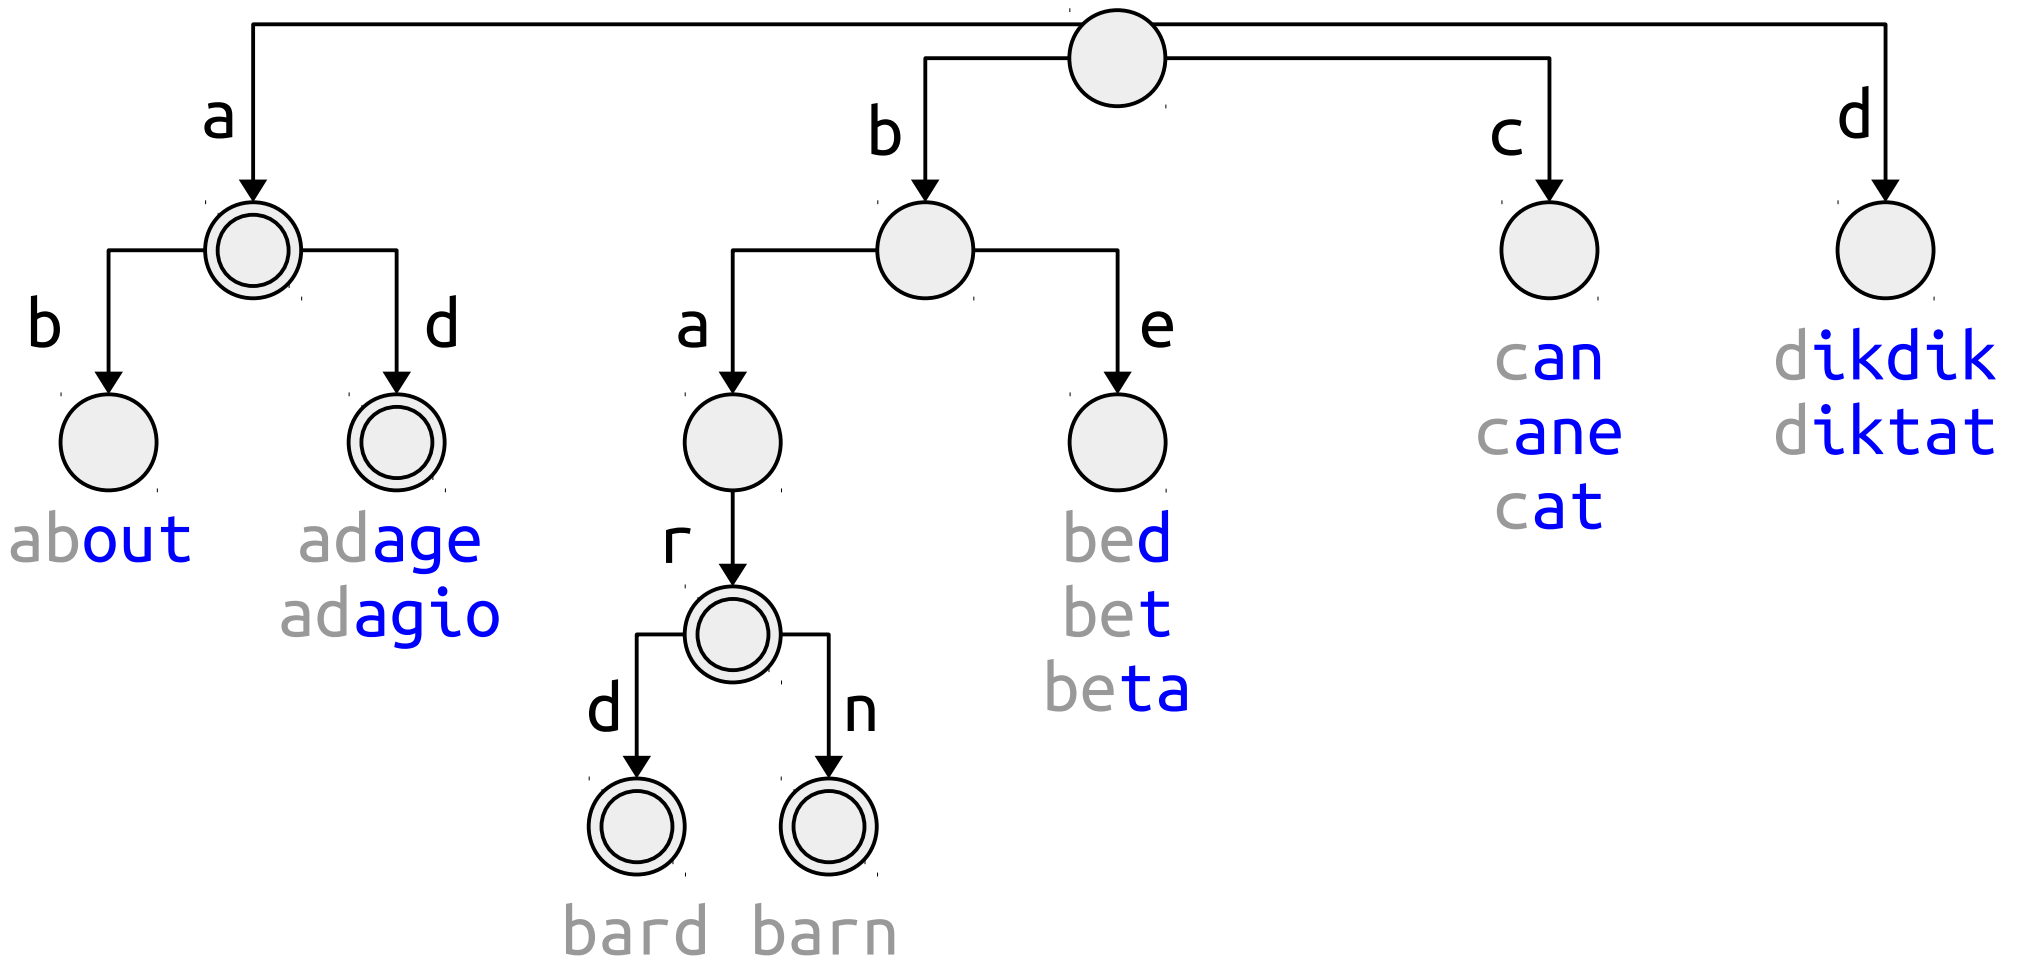 a
b
c
d
b
d
a
e
can
cane
cat
dikdik
diktat
about
adage
adagio
r
bed
bet
beta
d
n
bard
barn